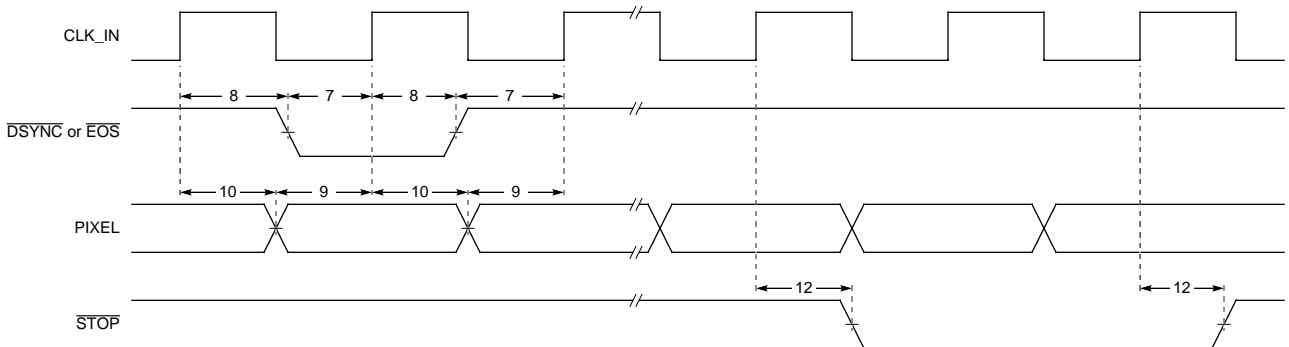 CLK_IN
8 7 8 7
DSYNC or EOS
10 9 10 9
PIXEL
12 12
STOP